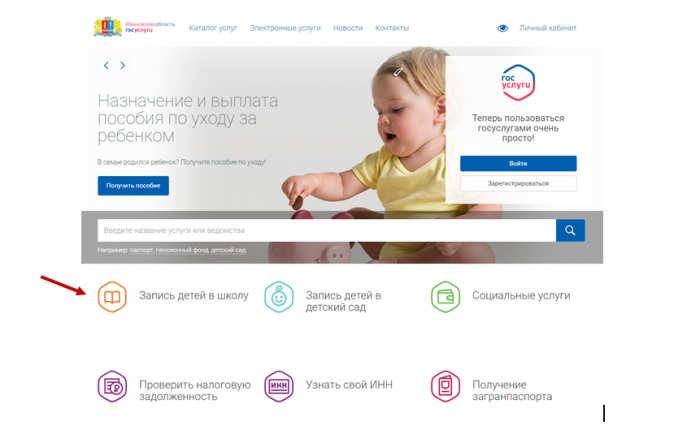 Ивановская область
госуслуги
Каталог услуг
Электронные услуги
Новости
Контакты
Личный кабинет
Назначение и выплата
пособия по уходу за
ребенком
В семье родился ребенок? Получите пособие по уходу!
Получить пособие
гос
услуги
Теперь пользоваться
госуслугами очень
просто!
Войти
Зарегистрироваться
Введите название услуги или ведомства
Например: паспорт, пенсионный фонд, детский сад
Запись детей в школу
Запись детей в
детский сад
Социальные услуги
Проверить налоговую
задолженность
ИНН
Узнать свой ИНН
Получение
загранпаспорта